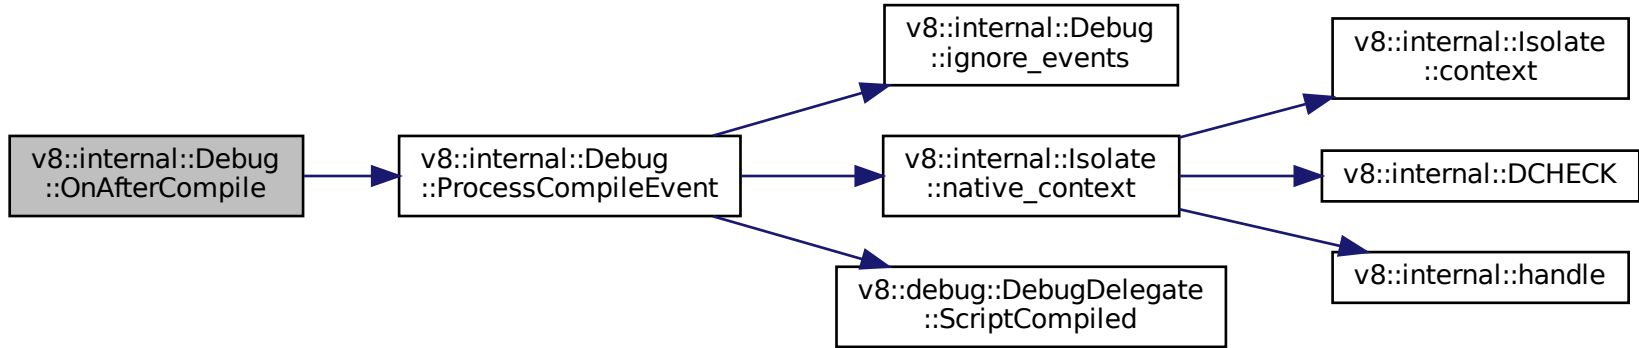 v8::internal::Debug
::OnAfterCompile
v8::internal::Debug
::ProcessCompileEvent
v8::internal::Debug
::ignore_events
v8::internal::Isolate
::native_context
v8::debug::DebugDelegate
::ScriptCompiled
v8::internal::Isolate
::context
v8::internal::DCHECK
v8::internal::handle